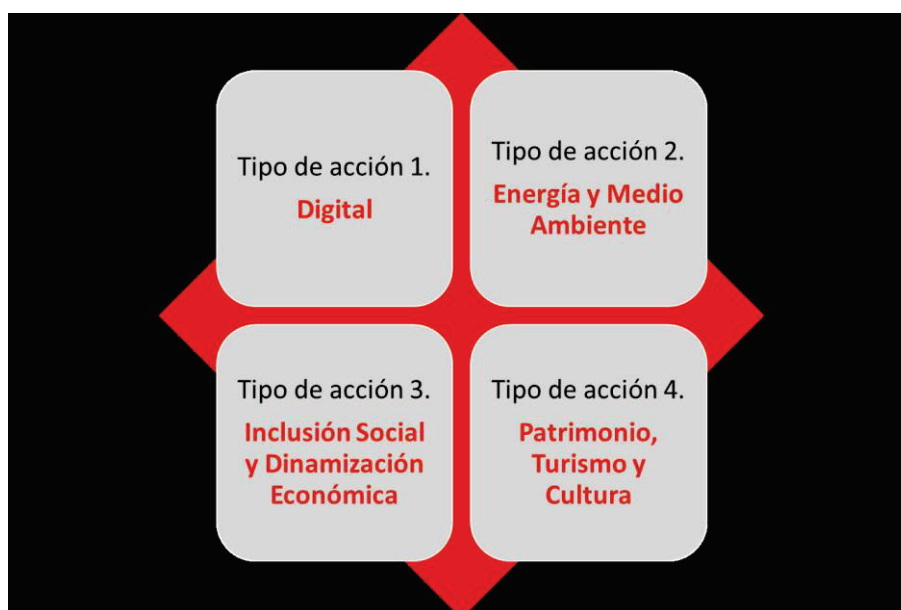 Tipo de acción 1.
Digital
Tipo de acción 2.
Energía y Medio
Ambiente
Tipo de acción 3.
Inclusión Social
y Dinamización
Económica
Tipo de acción 4.
Patrimonio,
Turismo y
Cultura